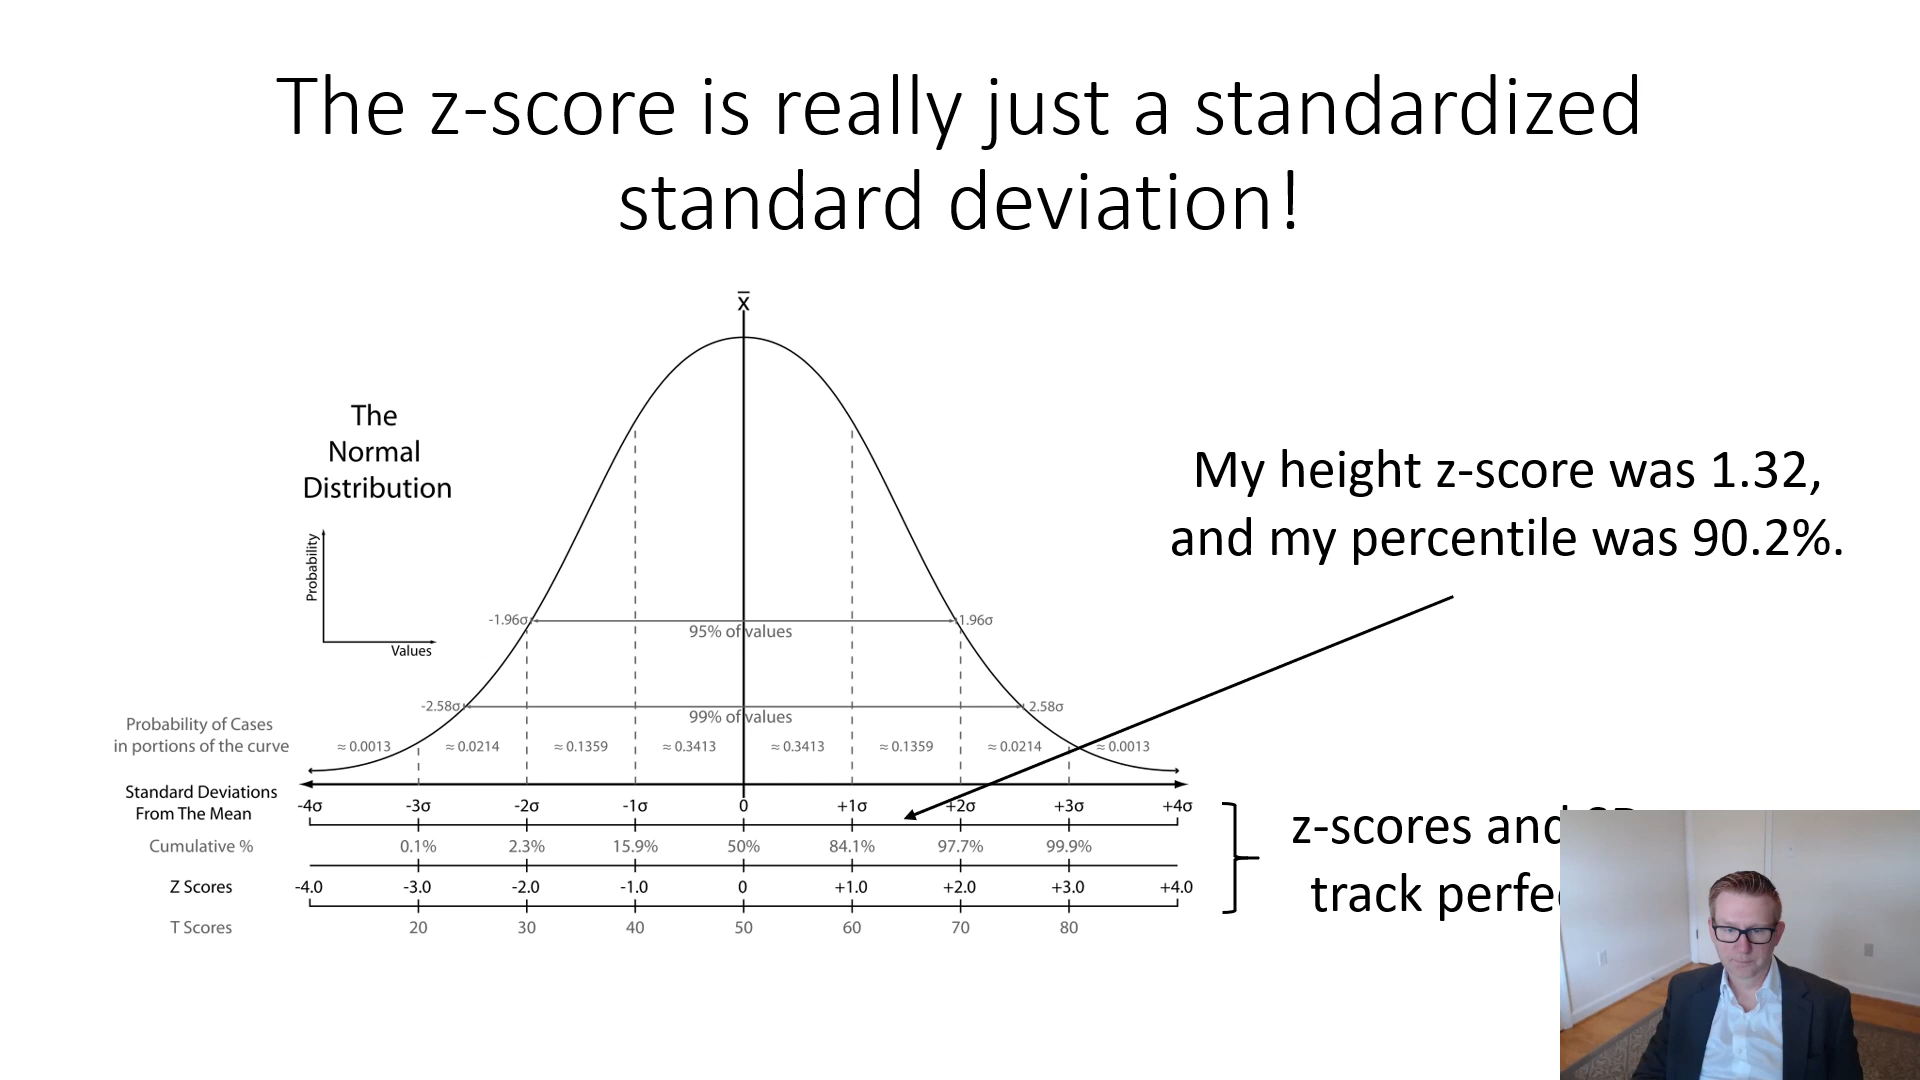 The z-score is really just a standardized
standard deviation!
x̅
The
Normal
Distribution
Probability
Values
-1.96σ
1.96σ
95% of values
-2.58σ
2.58σ
99% of values
My height z-score was 1.32,
and my percentile was 90.2%.
Probability of Cases
in portions of the curve
≈ 0.0013 ≈ 0.0214 ≈ 0.1359 ≈ 0.3413 ≈ 0.3413 ≈ 0.1359 ≈ 0.0214 ≈ 0.0013
Standard Deviations
From The Mean
-4σ -3σ -2σ -1σ 0 +1σ +2σ +3σ +4σ
Cumulative % 0.1% 2.3% 15.9% 50% 84.1% 97.7% 99.9%
Z Scores -4.0 -3.0 -2.0 -1.0 0 +1.0 +2.0 +3.0 +4.0
T Scores 20 30 40 50 60 70 80
z-scores and
track